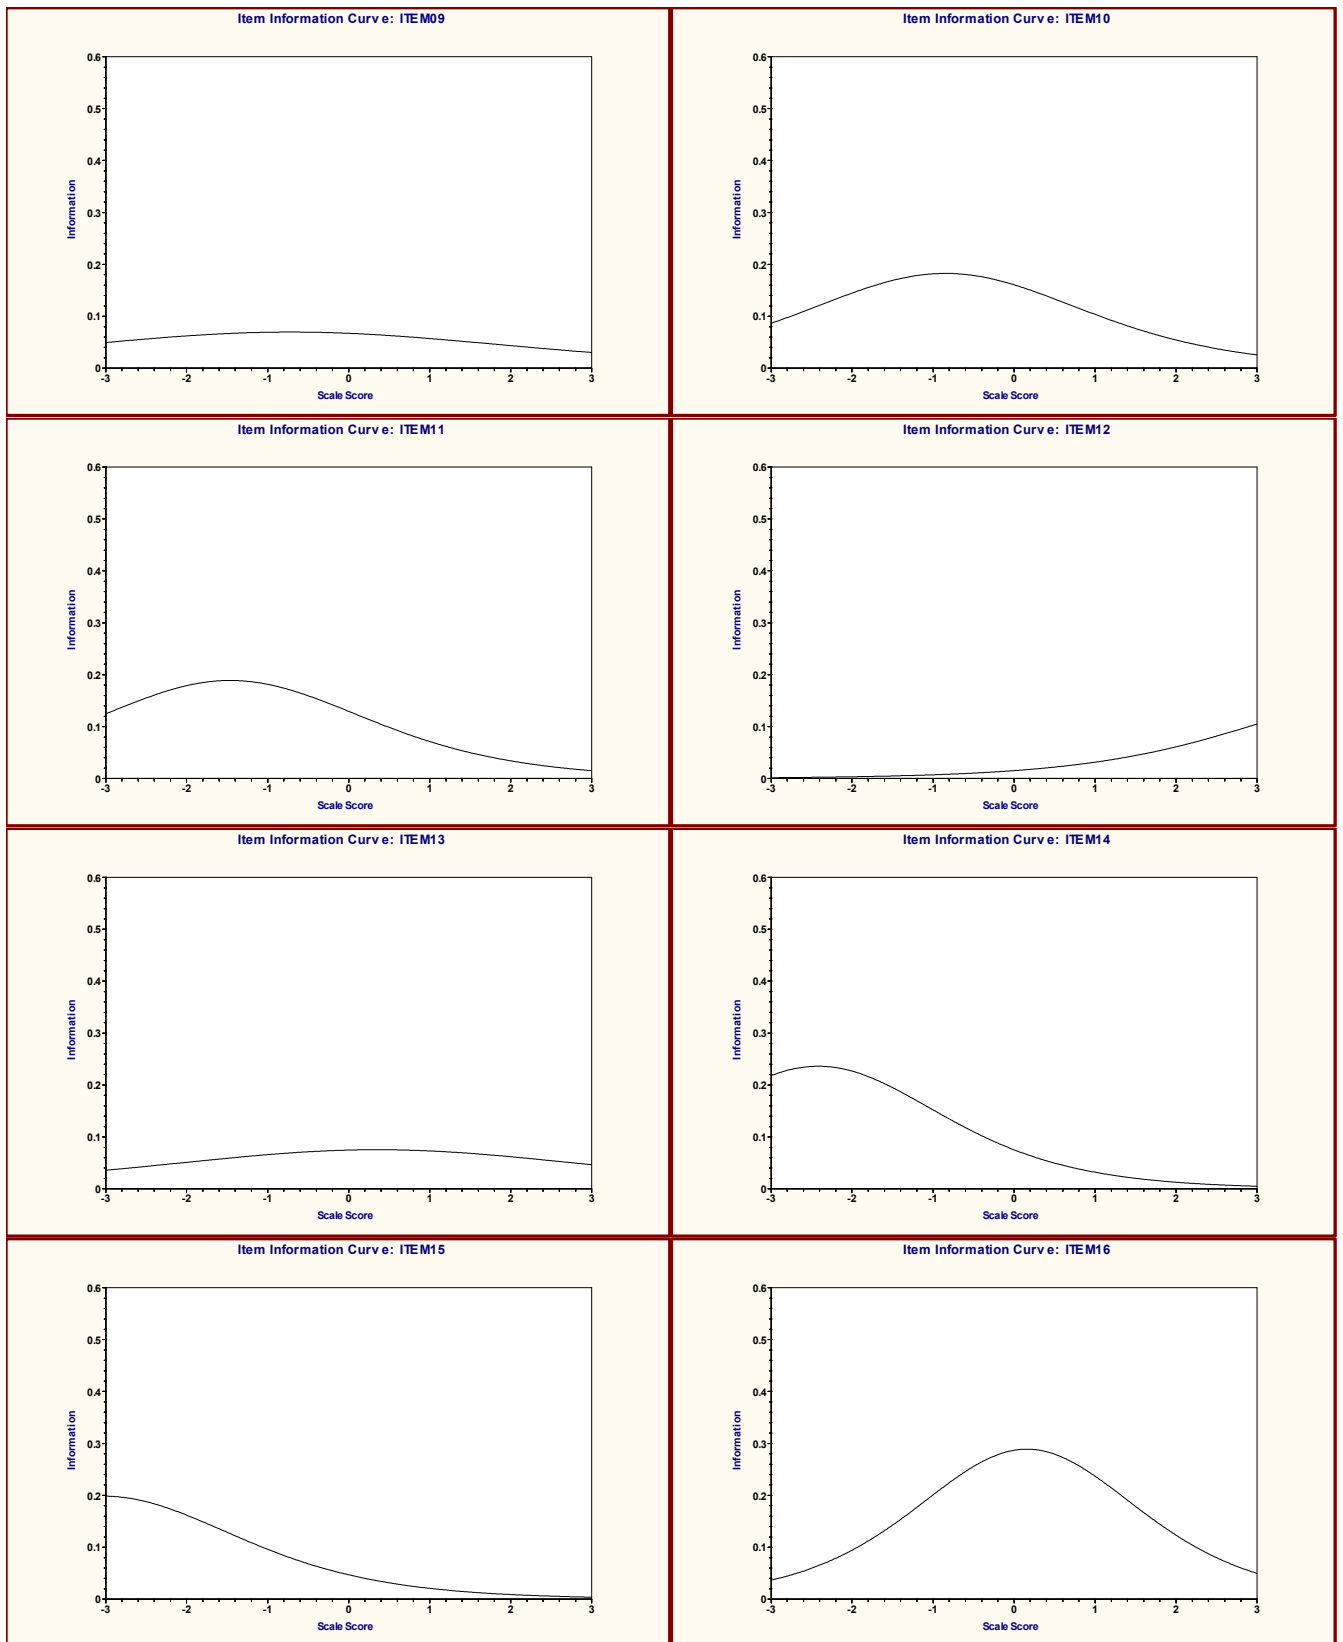 Item Information Curve: ITEM09
0.6
0.5
0.4
0.3
0.2
0.1
0
Information
-3 -2 -1 0 1 2 3
Scale Score
Item Information Curve: ITEM10
0.6
0.5
0.4
0.3
0.2
0.1
0
Information
-3 -2 -1 0 1 2 3
Scale Score
Item Information Curve: ITEM11
0.6
0.5
0.4
0.3
0.2
0.1
0
Information
-3 -2 -1 0 1 2 3
Scale Score
Item Information Curve: ITEM12
0.6
0.5
0.4
0.3
0.2
0.1
0
Information
-3 -2 -1 0 1 2 3
Scale Score
Item Information Curve: ITEM13
0.6
0.5
0.4
0.3
0.2
0.1
0
Information
-3 -2 -1 0 1 2 3
Scale Score
Item Information Curve: ITEM14
0.6
0.5
0.4
0.3
0.2
0.1
0
Information
-3 -2 -1 0 1 2 3
Scale Score
Item Information Curve: ITEM15
0.6
0.5
0.4
0.3
0.2
0.1
0
Information
-3 -2 -1 0 1 2 3
Scale Score
Item Information Curve: ITEM16
0.6
0.5
0.4
0.3
0.2
0.1
0
Information
-3 -2 -1 0 1 2 3
Scale Score